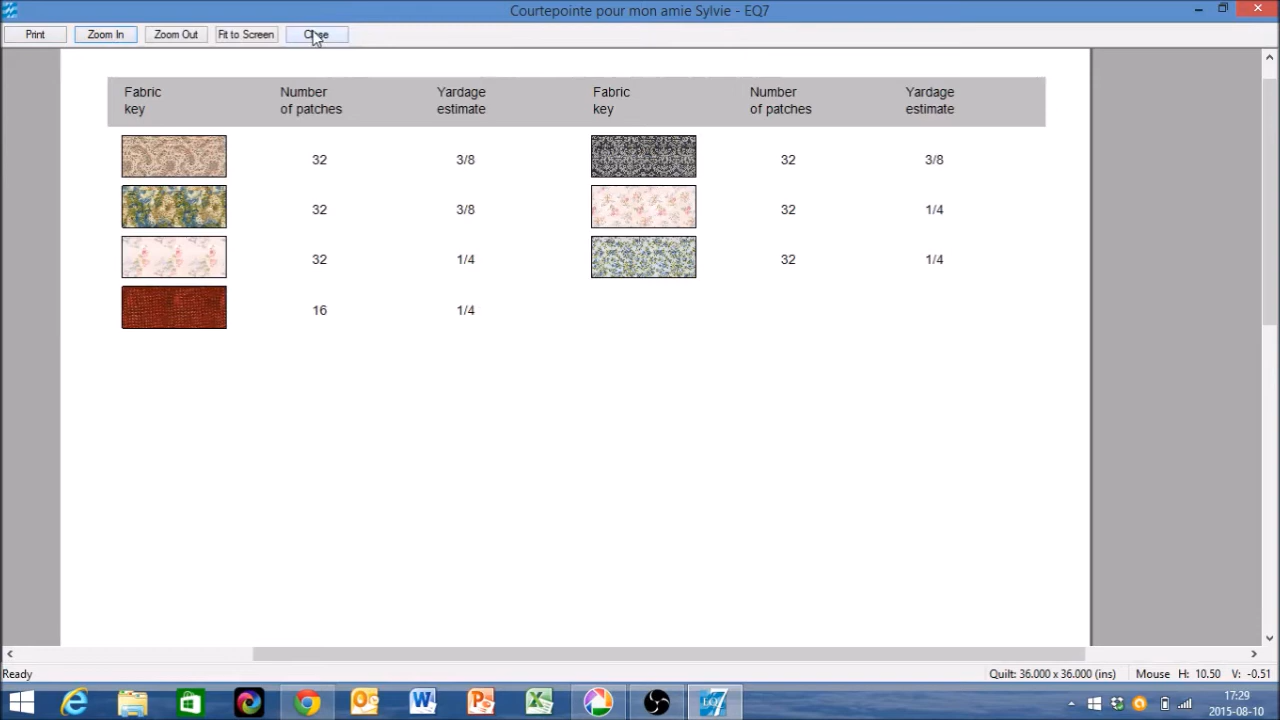 Courtepointe pour mon amie Sylvie - EQ7
Print Zoom In Zoom Out Fit to Screen
Fabric key Number of patches Yardage estimate Fabric key Number of patches Yardage estimate
32 3/8 32 3/8
32 3/8 32 1/4
32 1/4 32 1/4
16 1/4
Ready Quilt: 36.000 x 36.000 (ins) Mouse H: 10.50 V: -0.51
EQ7 17:29
2015-08-10